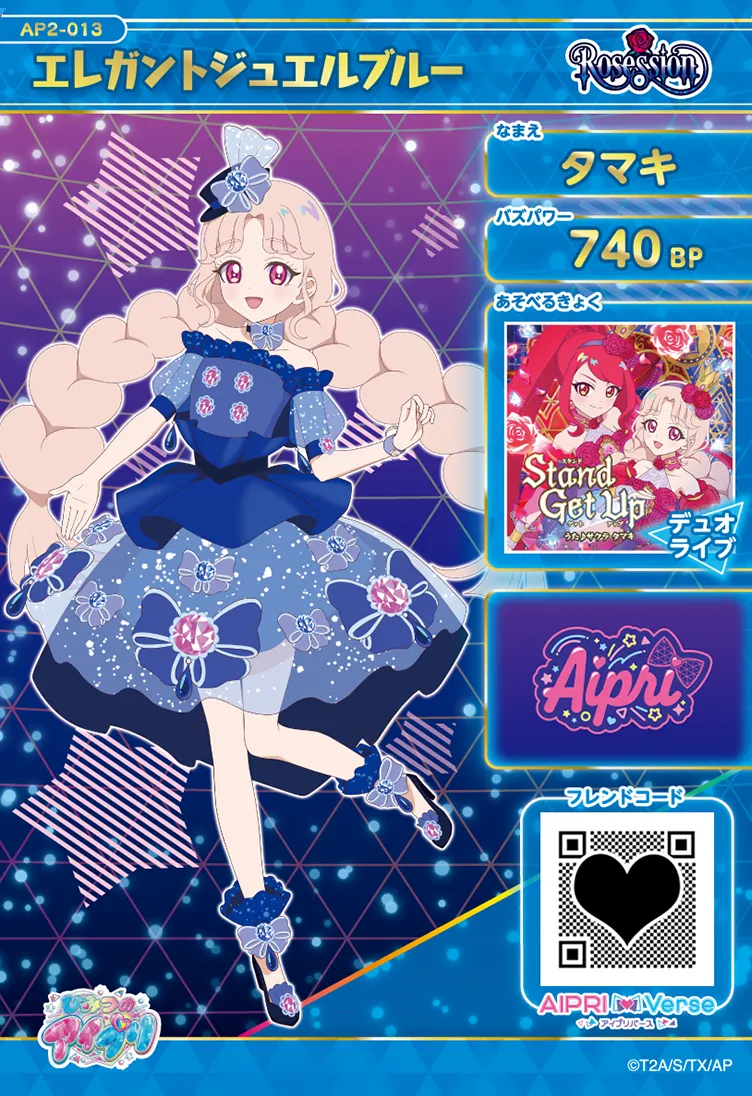 AP2-013
エレガントジュエルブルー
Rosession
なまえ
タマキ
バズパワー
740 BP
あそべるきょく
スタンド
Stand
Get Up
ゲット アップ
うた♪サクラ タマキ
デュオ
ライブ
Aipri
フレンドコード
AIPRI Verse
アイプリバース
ひみつの
アイプリ
©T2A/S/TX/AP